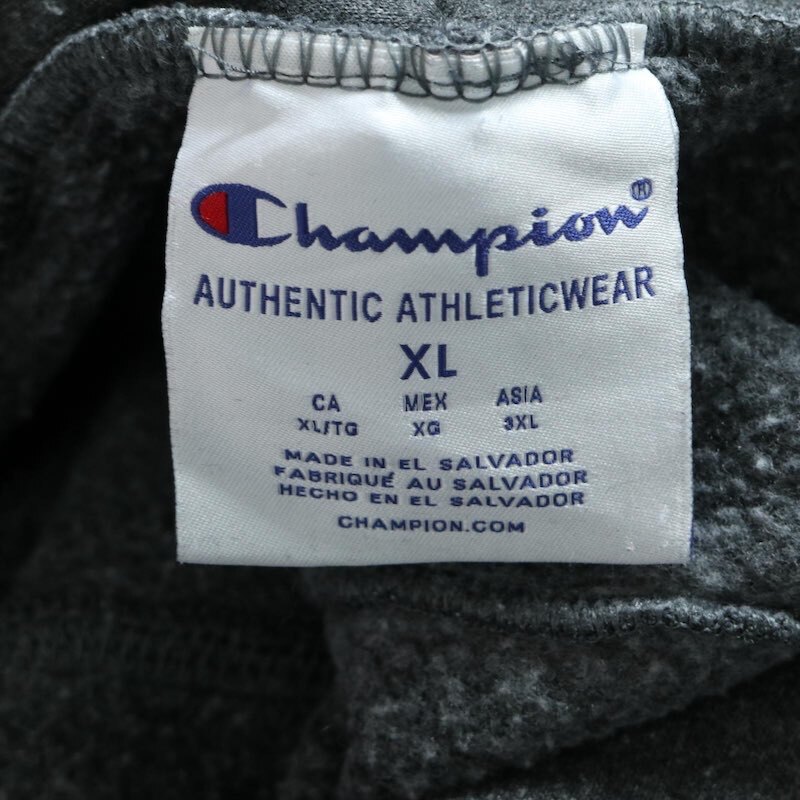 Champion®
AUTHENTIC ATHLETICWEAR
XL
CA MEX ASIA
XL/TG XG 3XL
MADE IN EL SALVADOR
FABRIQUÉ AU SALVADOR
HECHO EN EL SALVADOR
CHAMPION.COM